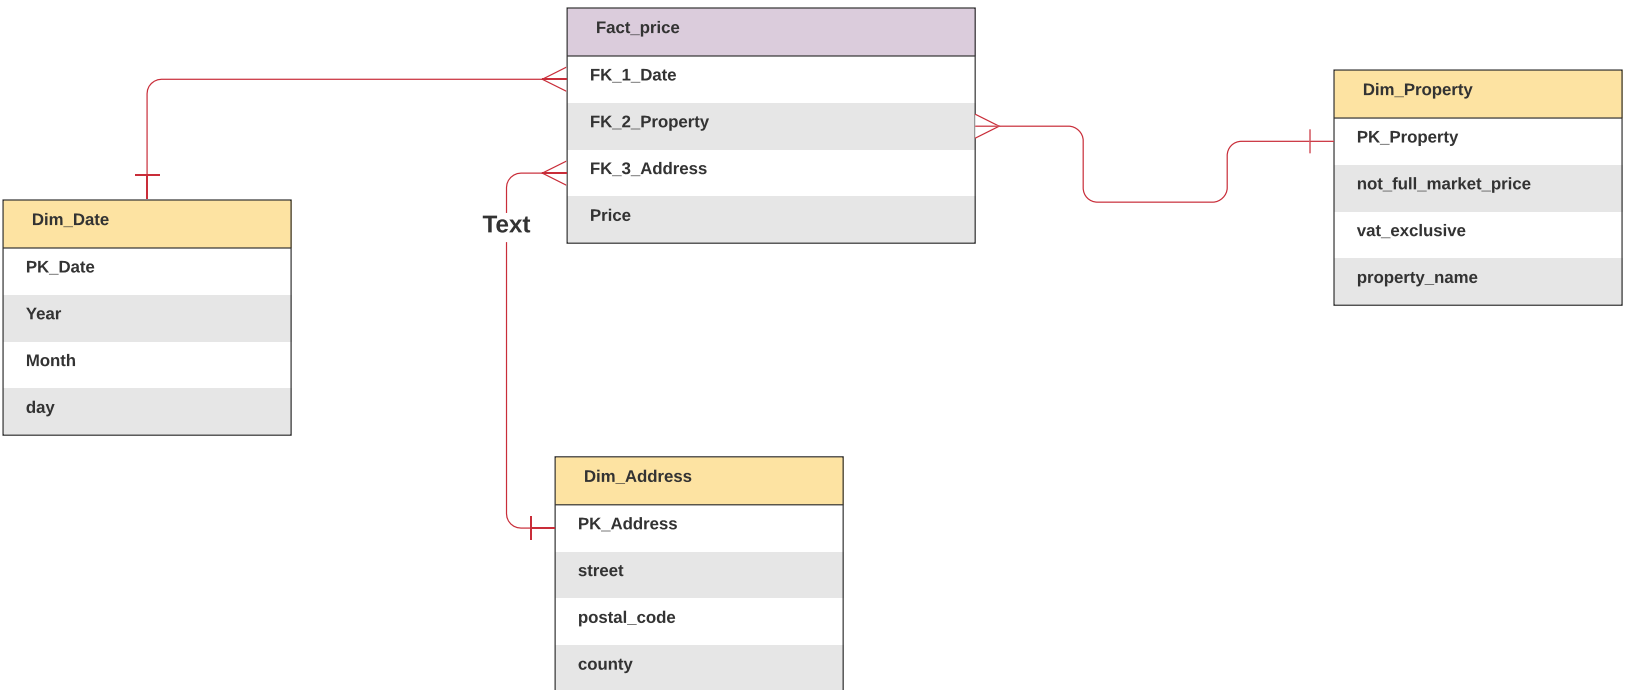 Fact_price
FK_1_Date
FK_2_Property
FK_3_Address
Price
Dim_Property
PK_Property
not_full_market_price
vat_exclusive
property_name
Text
Dim_Date
PK_Date
Year
Month
day
Dim_Address
PK_Address
street
postal_code
county